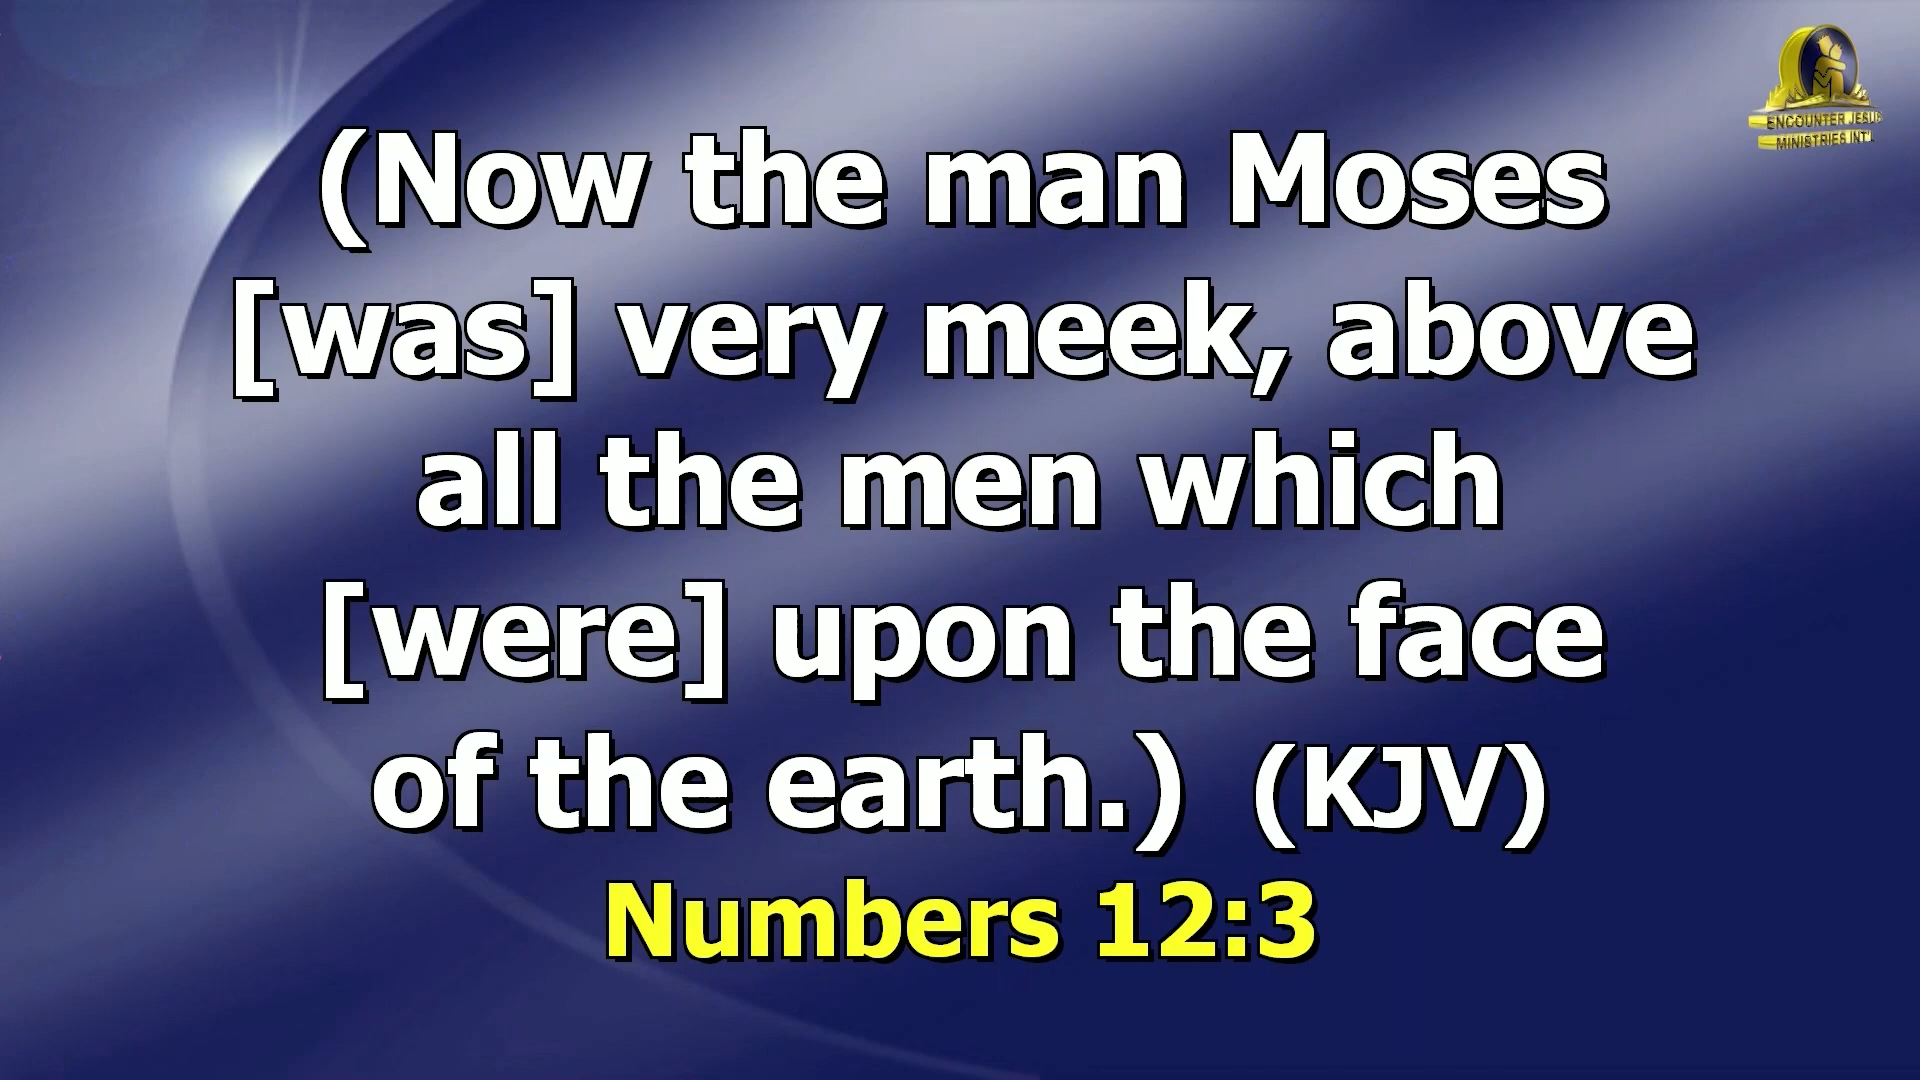 ENCOUNTER JESUS
MINISTRIES INT'L
(Now the man Moses
[was] very meek, above
all the men which
[were] upon the face
of the earth.) (KJV)
Numbers 12:3